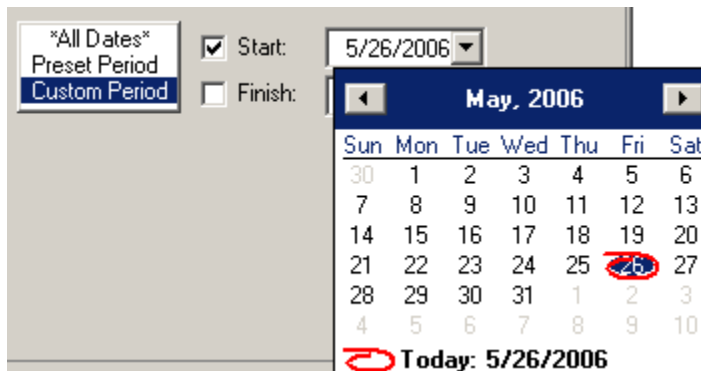 *All Dates*
Preset Period
Custom Period
Start:
5/26/2006
Finish:
May, 2006
Sun Mon Tue Wed Thu Fri Sat
30 1 2 3 4 5 6
7 8 9 10 11 12 13
14 15 16 17 18 19 20
21 22 23 24 25 26 27
28 29 30 31 1 2 3
4 5 6 7 8 9 10
Today: 5/26/2006